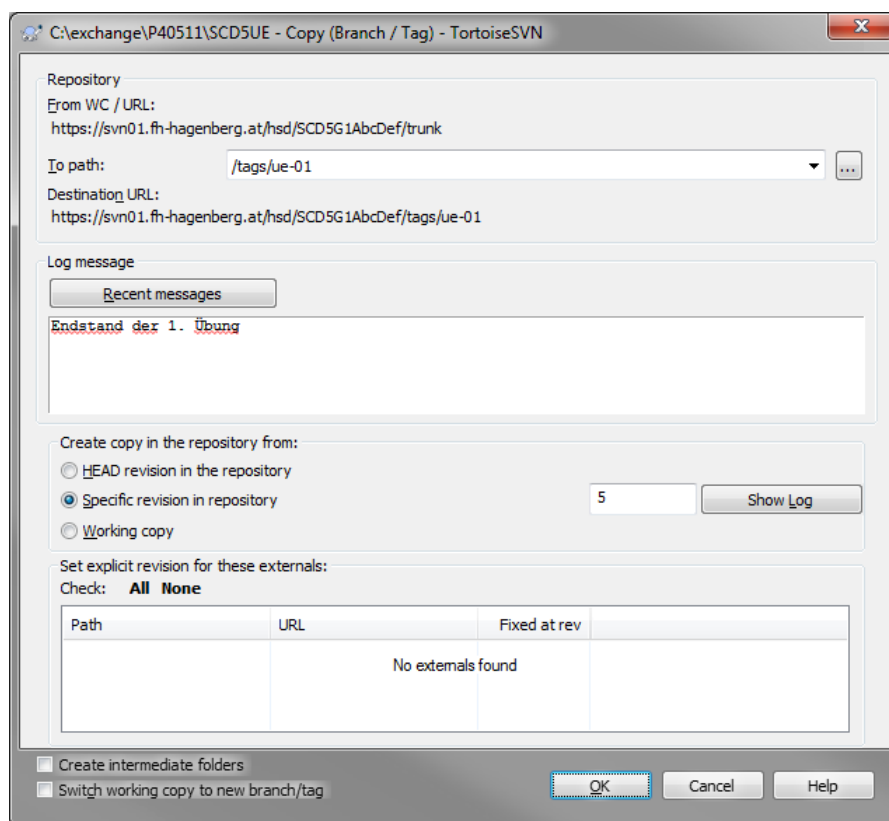 C:\exchange\P40511\SCD5UE - Copy (Branch / Tag) - TortoiseSVN
Repository
From WC / URL:
https://svn01.fh-hagenberg.at/hsd/SCD5G1AbcDef/trunk
To path:
/tags/ue-01
...
Destination URL:
https://svn01.fh-hagenberg.at/hsd/SCD5G1AbcDef/tags/ue-01
Log message
Recent messages
Endstand der 1. Übung
Create copy in the repository from:
HEAD revision in the repository
Specific revision in repository
5
Show Log
Working copy
Set explicit revision for these externals:
Check: All None
Path URL Fixed at rev
No externals found
Create intermediate folders
Switch working copy to new branch/tag
OK Cancel Help